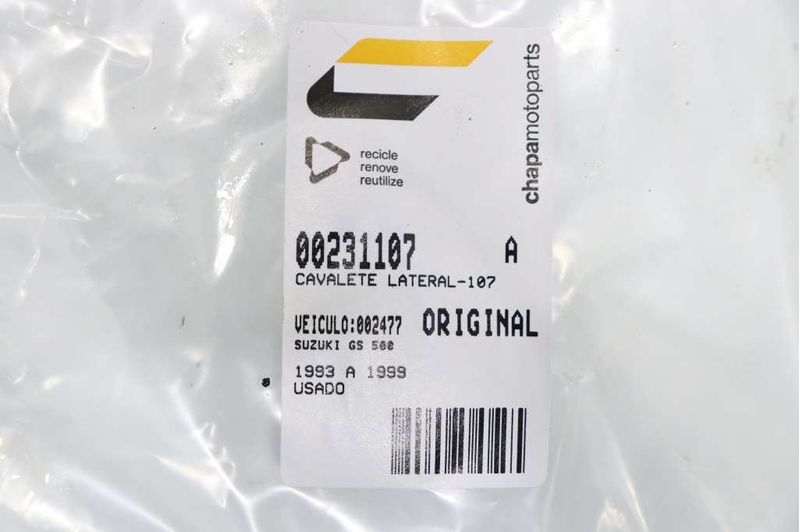 chapamotoparts
recicle
renove
reutilize
00231107 A
CAVALETE LATERAL-107
VEICULO:002477 ORIGINAL
SUZUKI GS 500
1993 A 1999
USADO